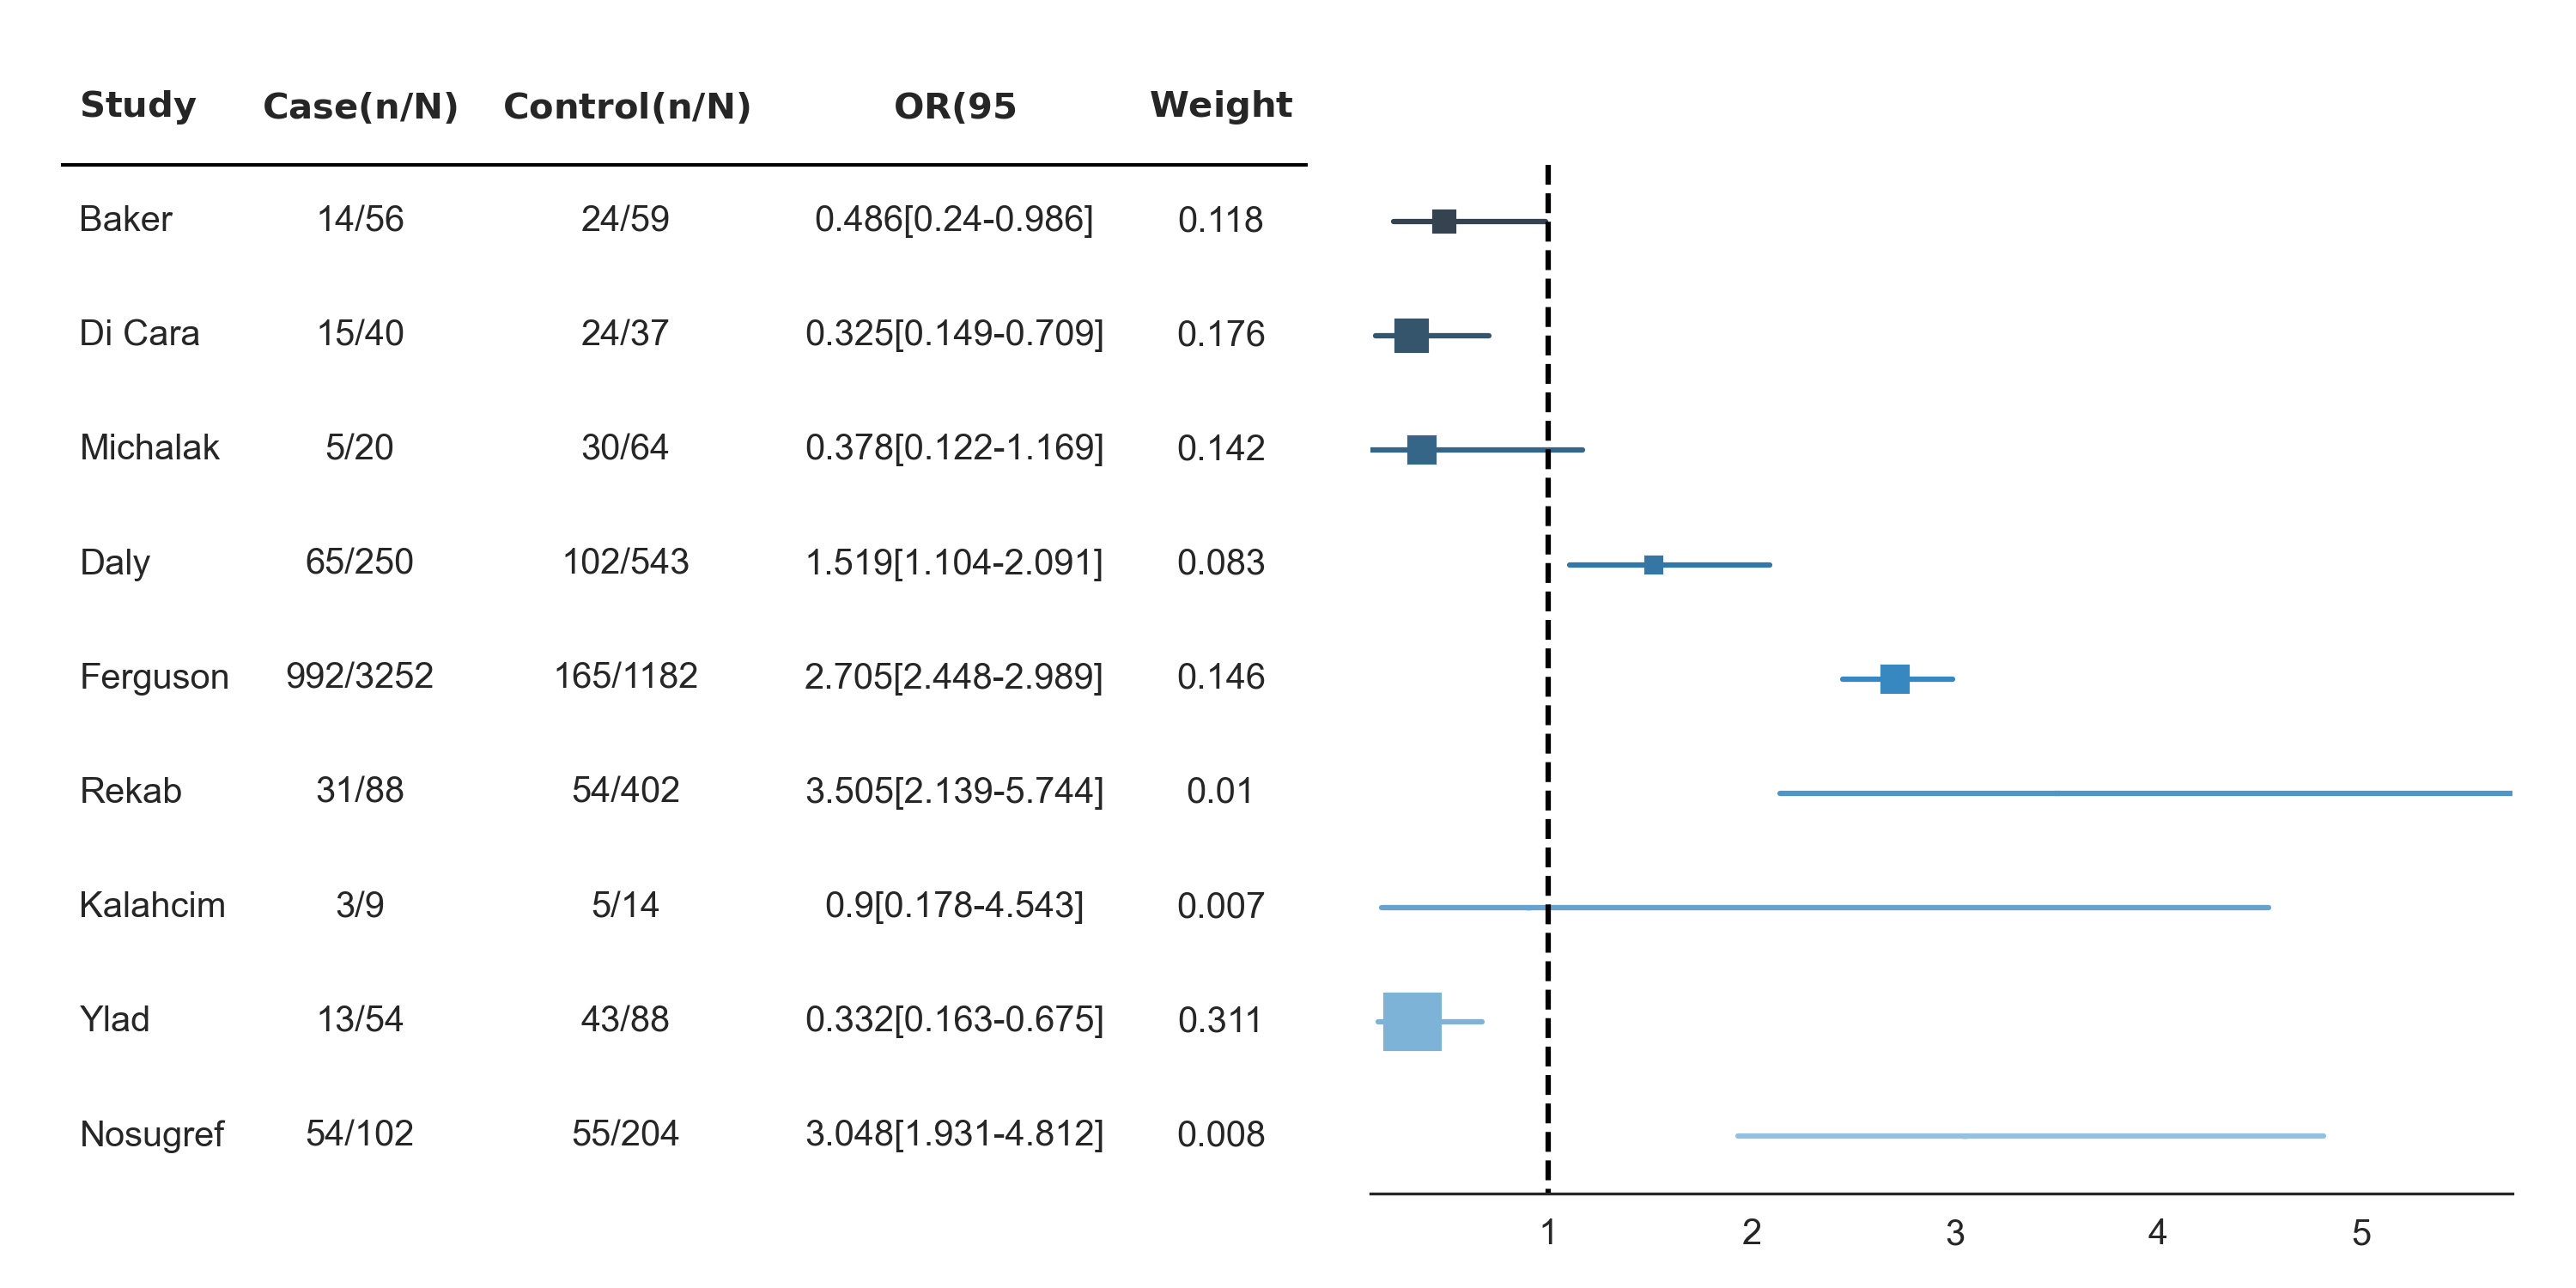 Study Case(n/N) Control(n/N) OR(95 Weight
Baker 14/56 24/59 0.486[0.24-0.986] 0.118
Di Cara 15/40 24/37 0.325[0.149-0.709] 0.176
Michalak 5/20 30/64 0.378[0.122-1.169] 0.142
Daly 65/250 102/543 1.519[1.104-2.091] 0.083
Ferguson 992/3252 165/1182 2.705[2.448-2.989] 0.146
Rekab 31/88 54/402 3.505[2.139-5.744] 0.01
Kalahcim 3/9 5/14 0.9[0.178-4.543] 0.007
Ylad 13/54 43/88 0.332[0.163-0.675] 0.311
Nosugref 54/102 55/204 3.048[1.931-4.812] 0.008
1 2 3 4 5